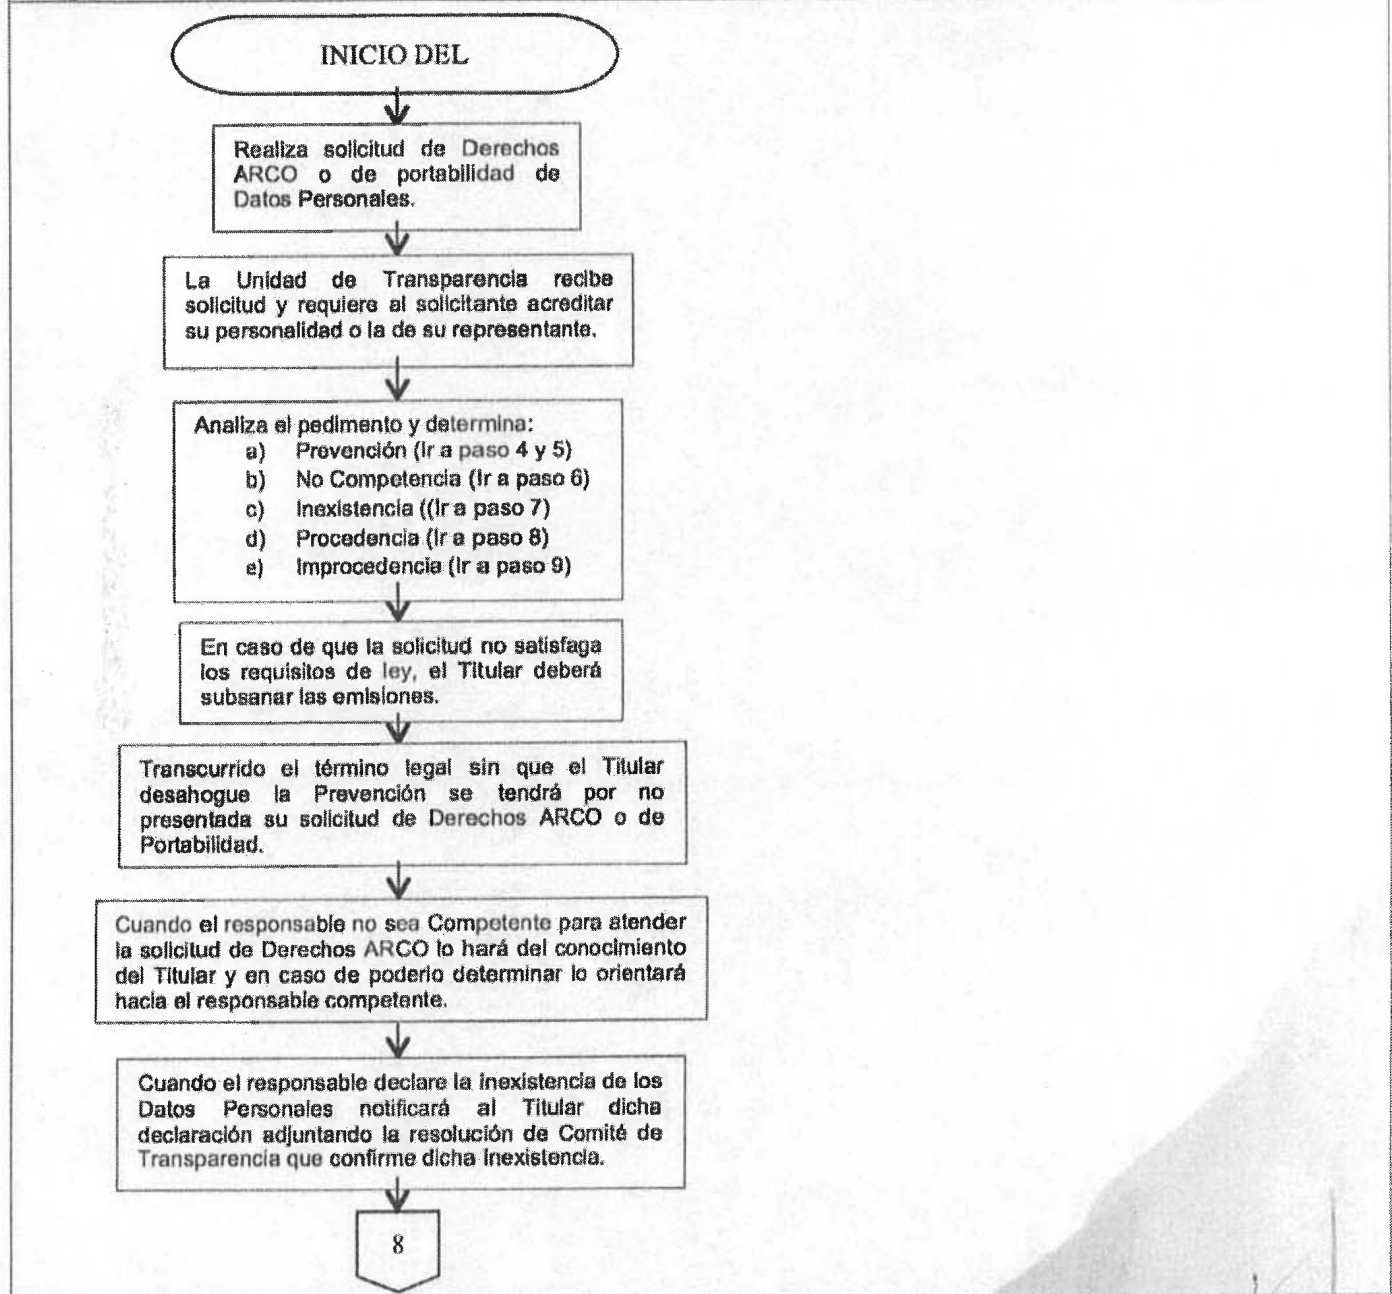 INICIO DEL
Realiza solicitud de Derechos
ARCO o de portabilidad de
Datos Personales.
La Unidad de Transparencia recibe
solicitud y requiere al solicitante acreditar
su personalidad o la de su representante.
Analiza el pedimento y determina:
a) Prevención (Ir a paso 4 y 5)
b) No Competencia (Ir a paso 6)
c) Inexistencia ((Ir a paso 7)
d) Procedencia (Ir a paso 8)
e) Improcedencia (Ir a paso 9)
En caso de que la solicitud no satisfaga
los requisitos de ley, el Titular deberá
subsanar las emisiones.
Transcurrido el término legal sin que el Titular
desahogue la Prevención se tendrá por no
presentada su solicitud de Derechos ARCO o de
Portabilidad.
Cuando el responsable no sea Competente para atender
la solicitud de Derechos ARCO lo hará del conocimiento
del Titular y en caso de poderlo determinar lo orientará
hacia el responsable competente.
Cuando el responsable declare la inexistencia de los
Datos Personales notificará al Titular dicha
declaración adjuntando la resolución de Comité de
Transparencia que confirme dicha inexistencia.
8